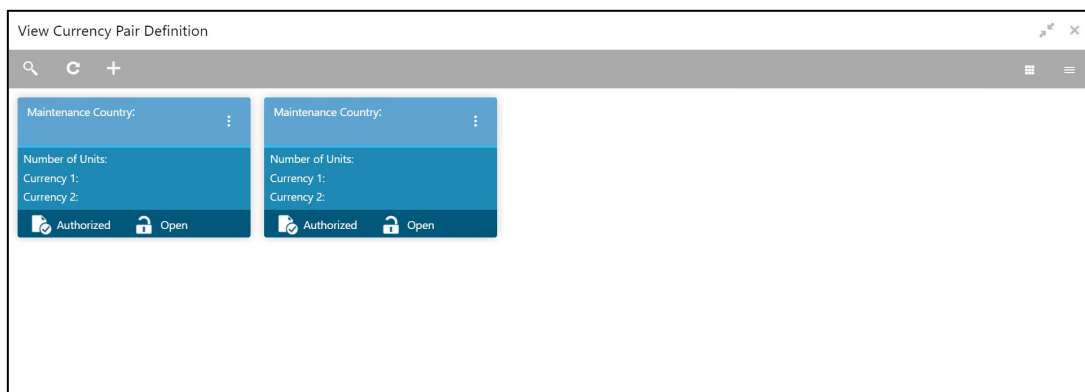 View Currency Pair Definition
Maintenance Country:
Number of Units:
Currency 1:
Currency 2:
Authorized Open
Maintenance Country:
Number of Units:
Currency 1:
Currency 2:
Authorized Open